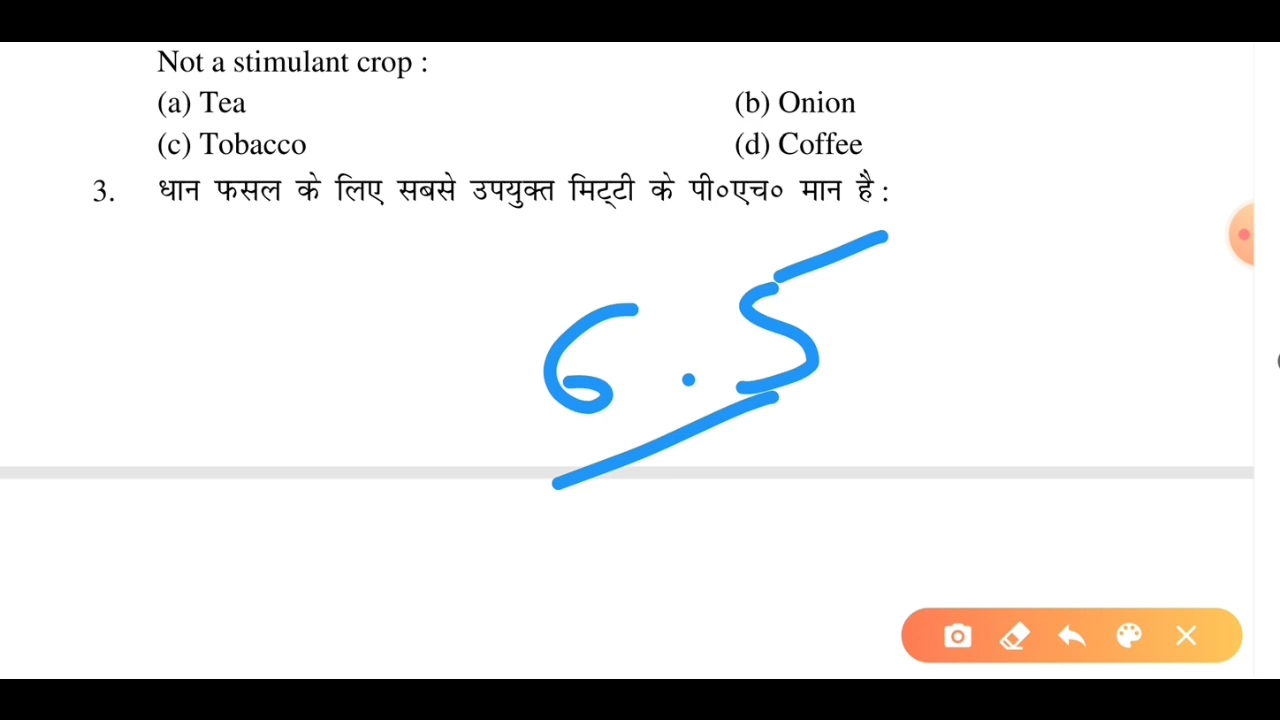 Not a stimulant crop :
(a) Tea (b) Onion
(c) Tobacco (d) Coffee
3. धान फसल के लिए सबसे उपयुक्त मिट्टी के पी०एच० मान है :
6.5